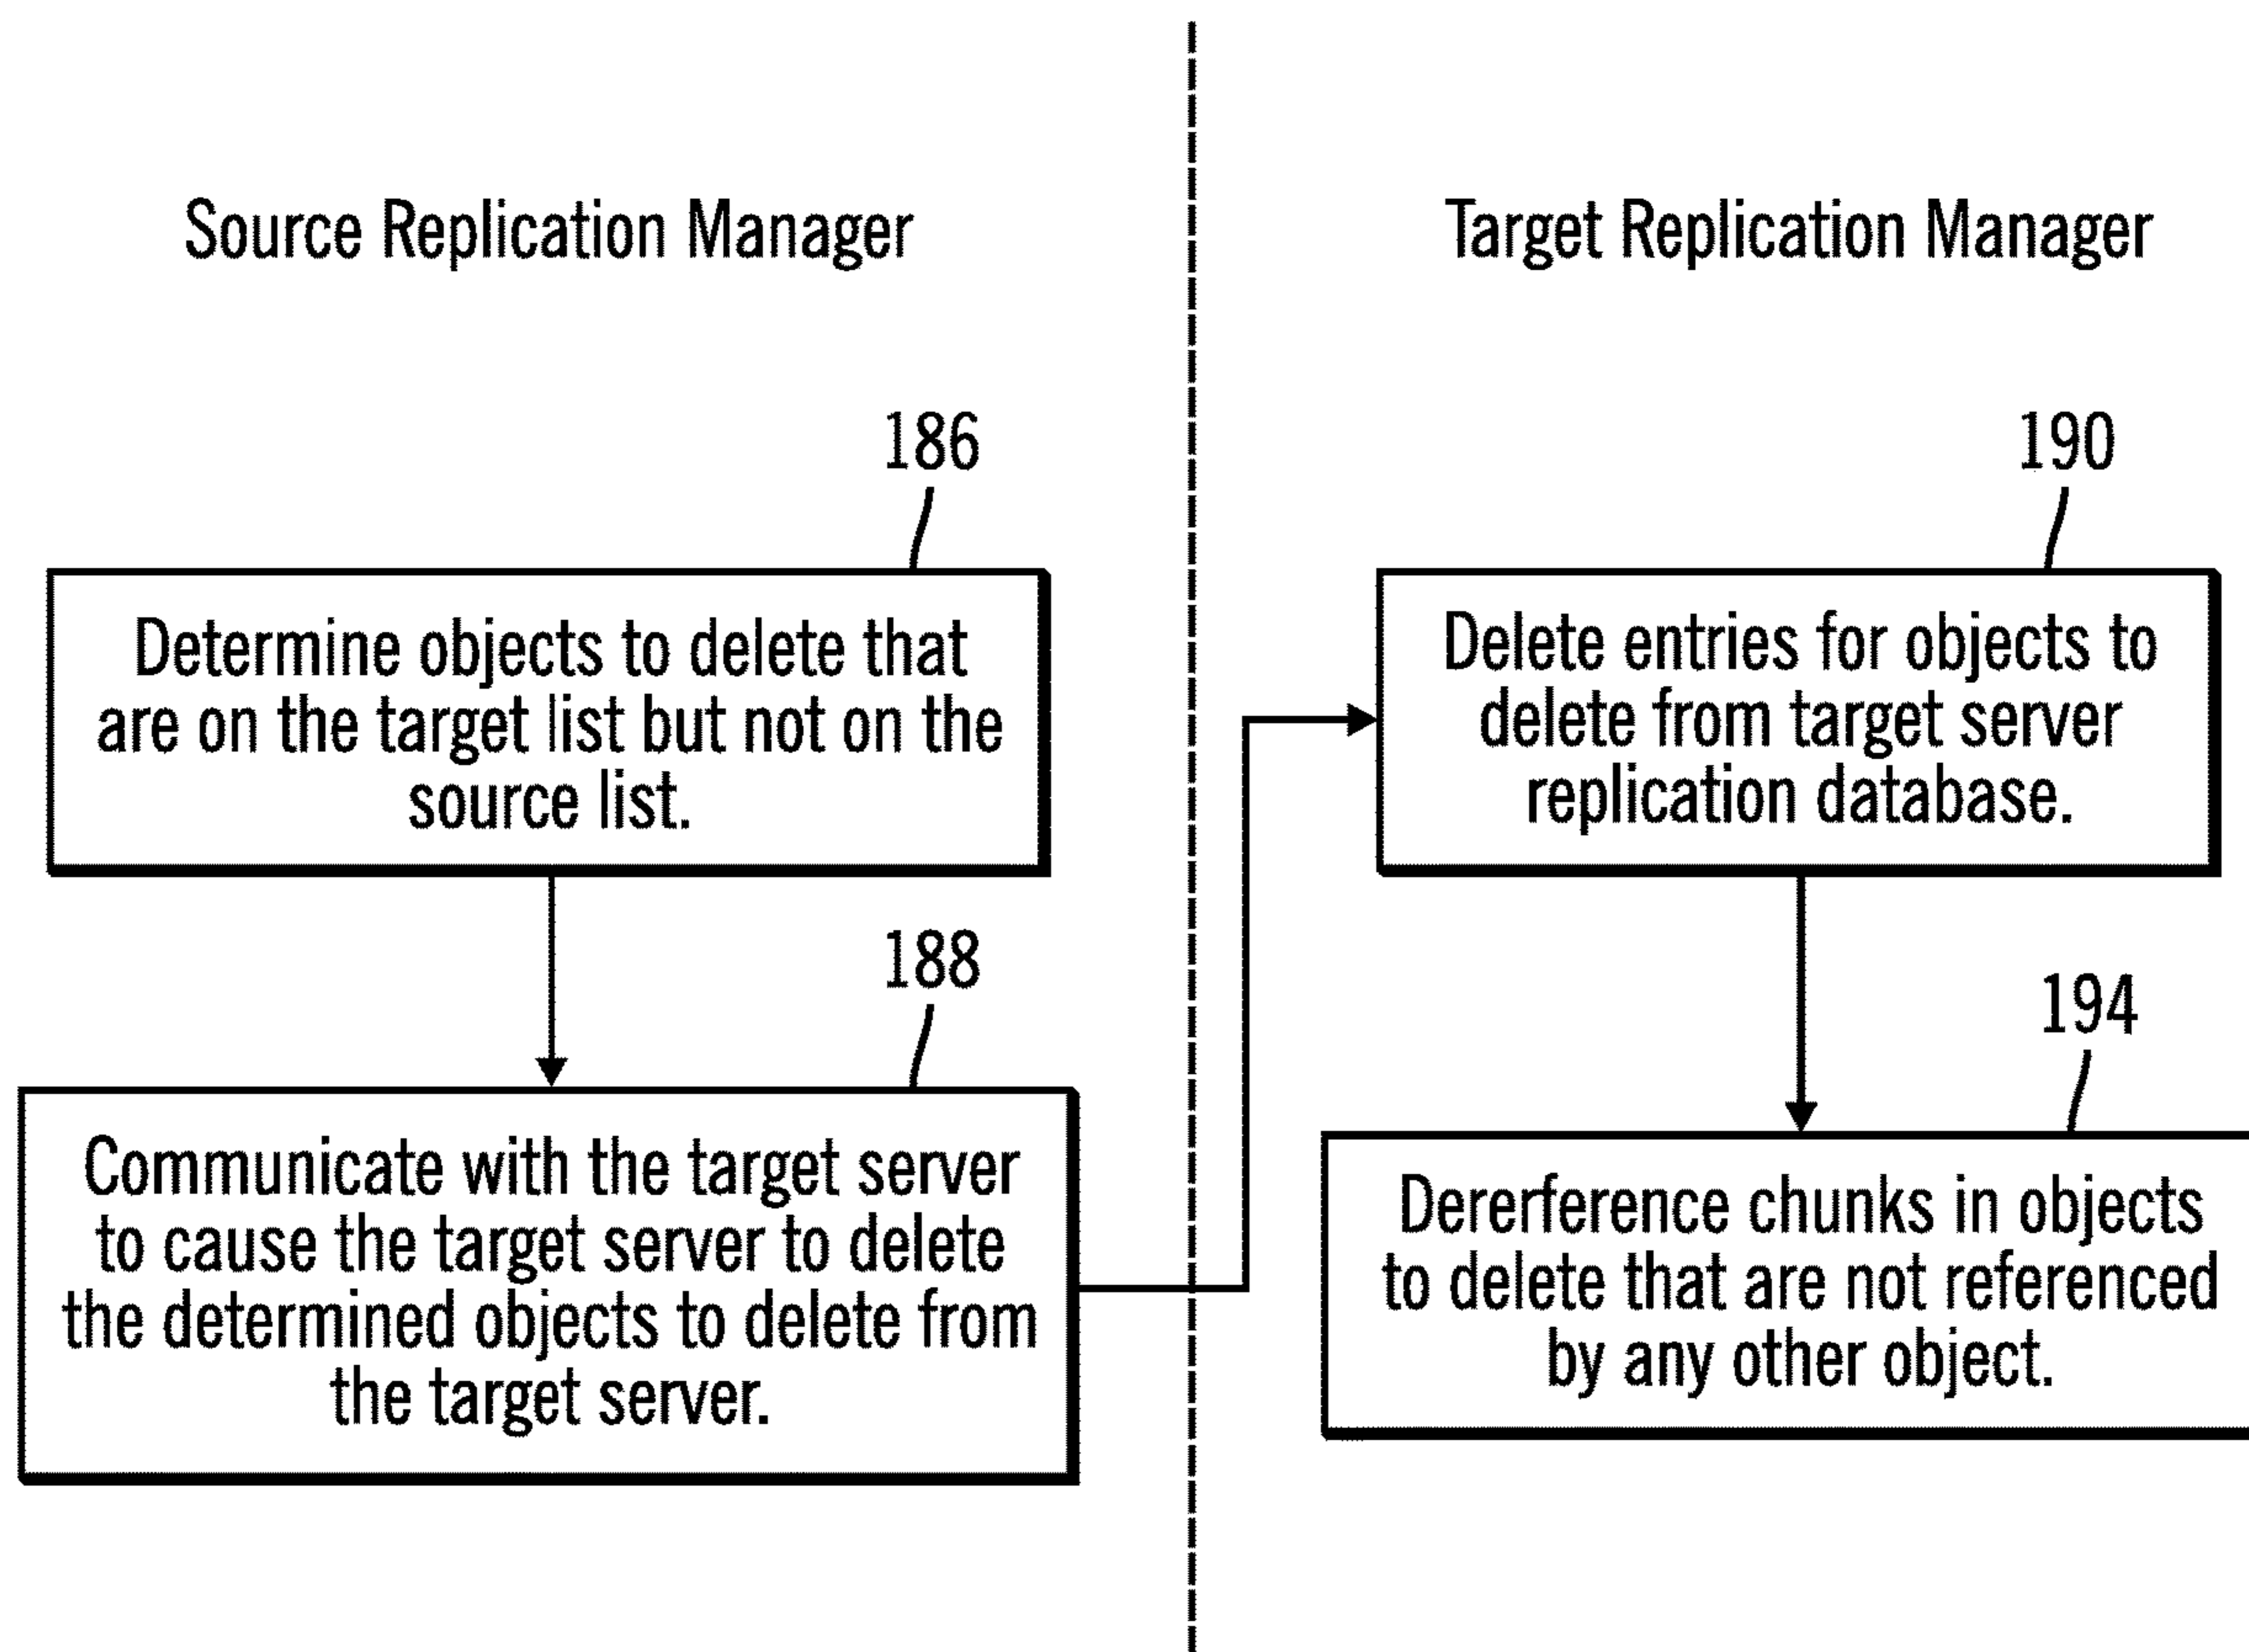 Source Replication Manager
186
Determine objects to delete that
are on the target list but not on the
source list.
188
Communicate with the target server
to cause the target server to delete
the determined objects to delete from
the target server.
Target Replication Manager
190
Delete entries for objects to
delete from target server
replication database.
194
Dererference chunks in objects
to delete that are not referenced
by any other object.